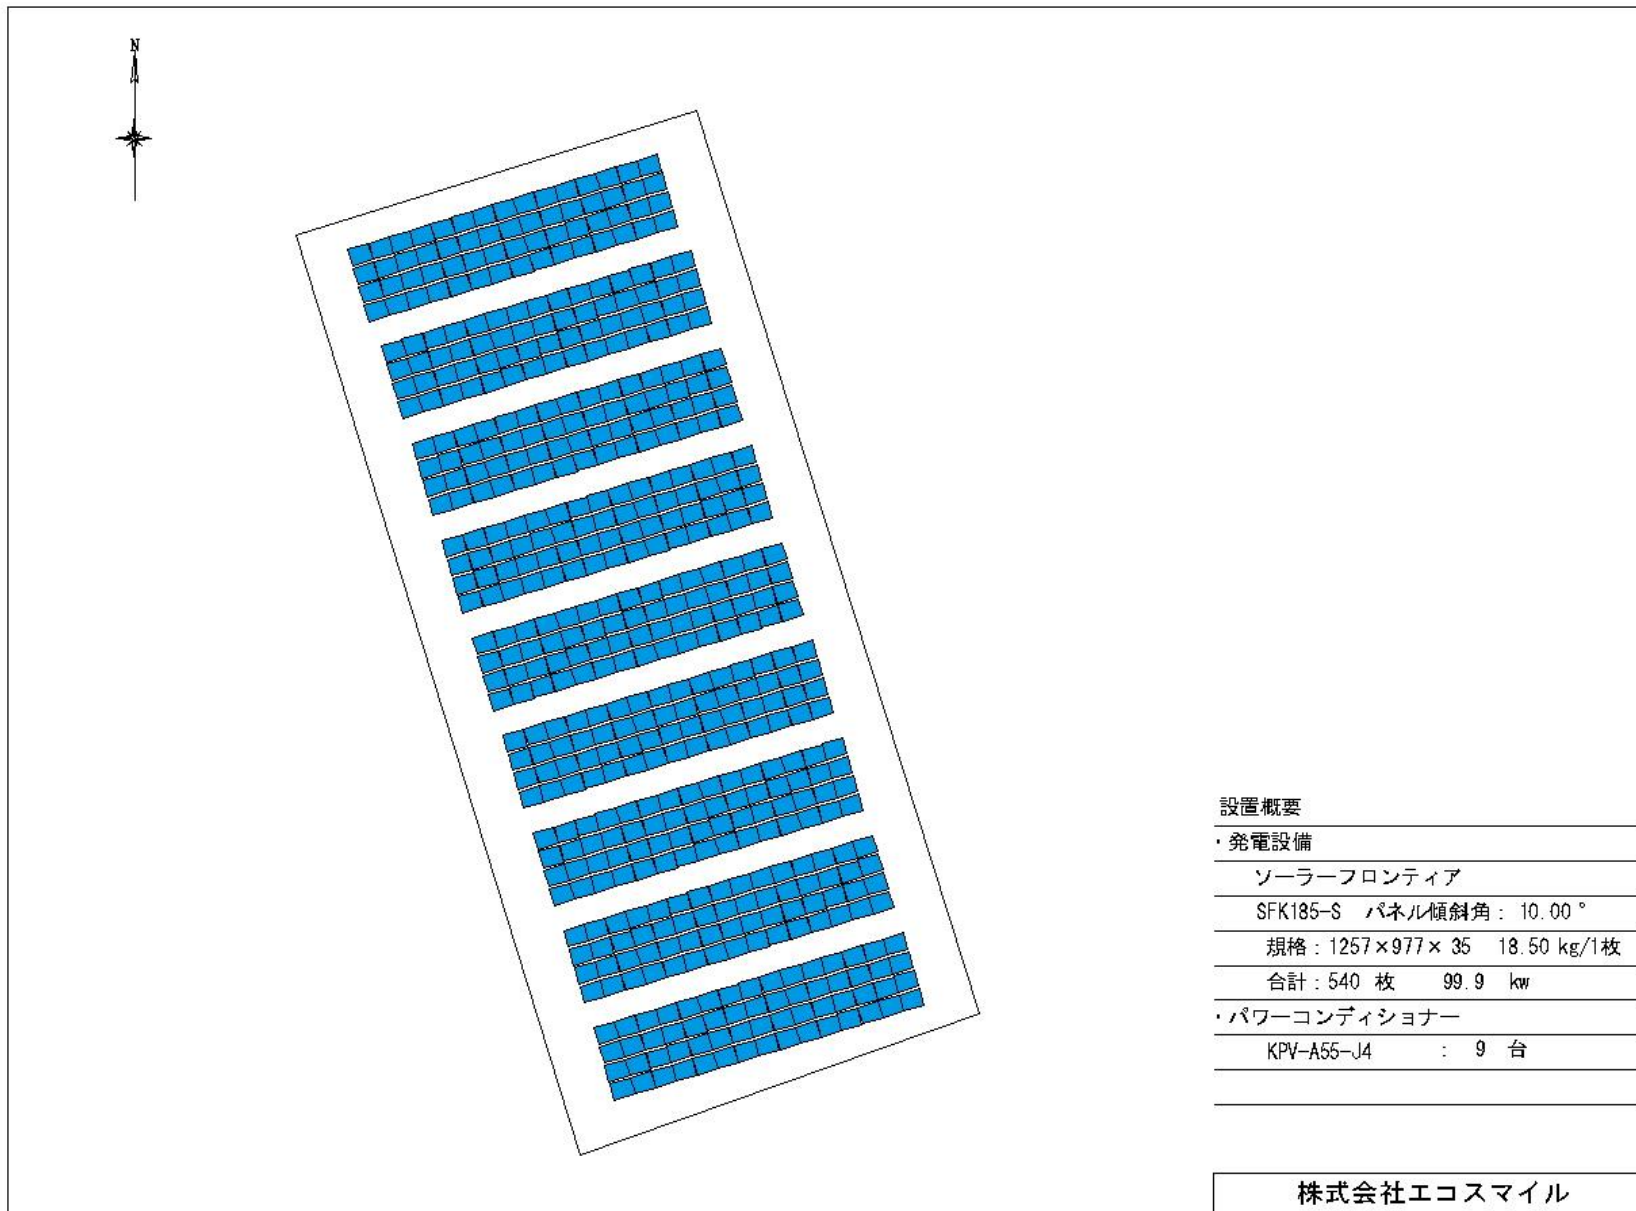 N
設置概要
・発電設備
ソーラーフロンティア
SFK185-S パネル傾斜角 : 10.00 °
規格 : 1257×977× 35 18.50 kg/1枚
合計 : 540 枚 99.9 kw
・パワーコンディショナー
KPV-A55-J4 : 9 台
株式会社エコスマイル